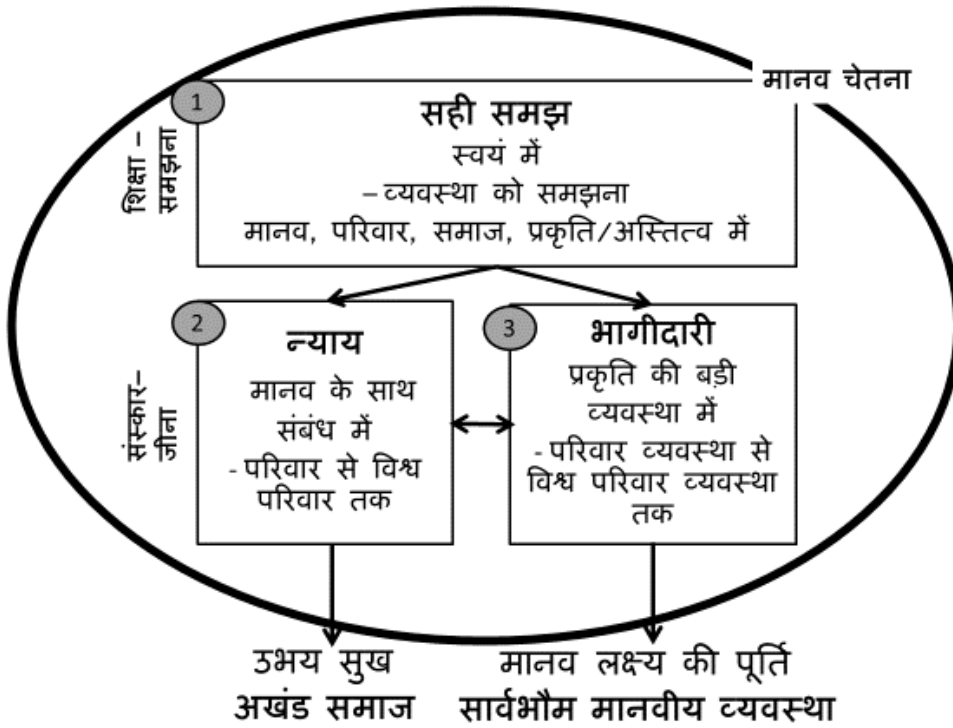 मानव चेतना
1
सही समझ
स्वयं में
–व्यवस्था को समझना
मानव, परिवार, समाज, प्रकृति/अस्तित्व में
शिक्षा –
समझना
2
न्याय
मानव के साथ
संबंध में
- परिवार से विश्व
परिवार तक
3
भागीदारी
प्रकृति की बड़ी
व्यवस्था में
- परिवार व्यवस्था से
विश्व परिवार व्यवस्था
तक
संस्कार–
जीना
उभय सुख
अखंड समाज
मानव लक्ष्य की पूर्ति
सार्वभौम मानवीय व्यवस्था